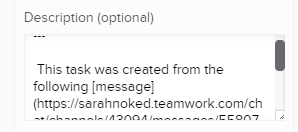 Description (optional)
---
This task was created from the
following [message]
(https://sarahnoked.teamwork.com/ch
at/channels/43094/messages/55807